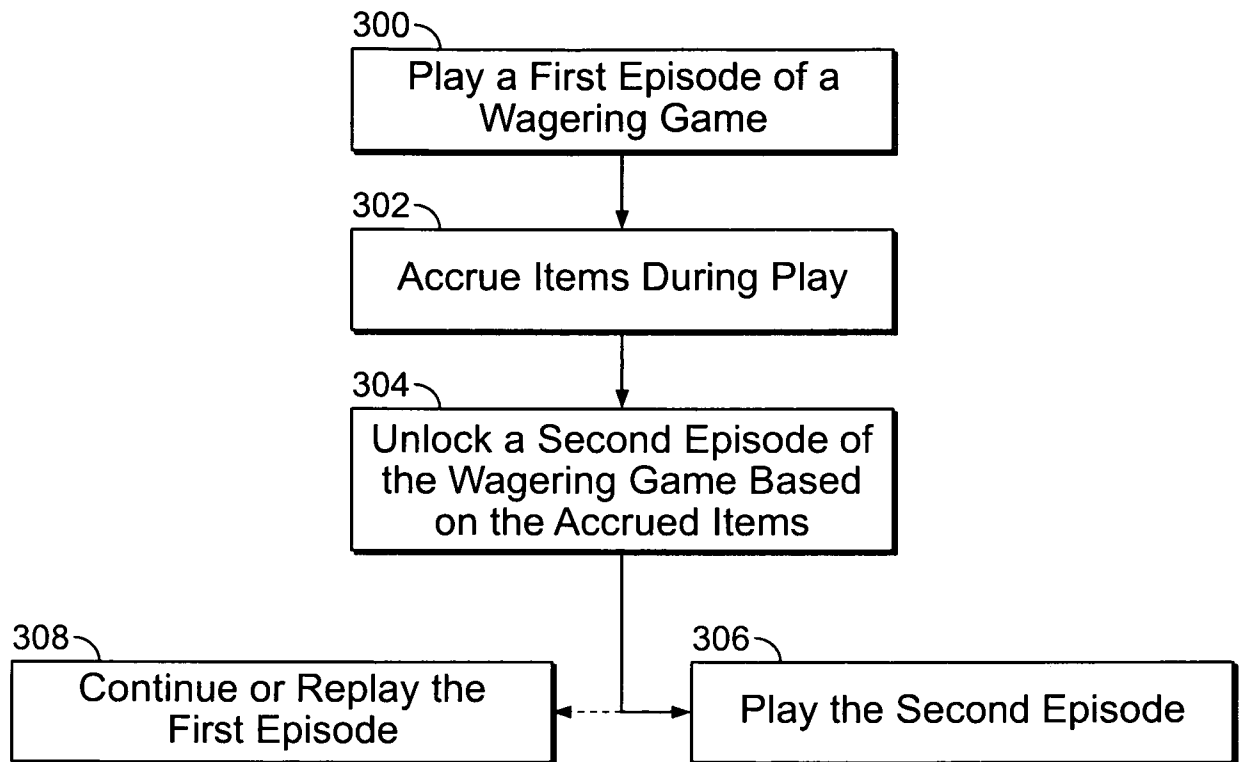 300
Play a First Episode of a
Wagering Game
302
Accrue Items During Play
304
Unlock a Second Episode of
the Wagering Game Based
on the Accrued Items
308
Continue or Replay the
First Episode
306
Play the Second Episode